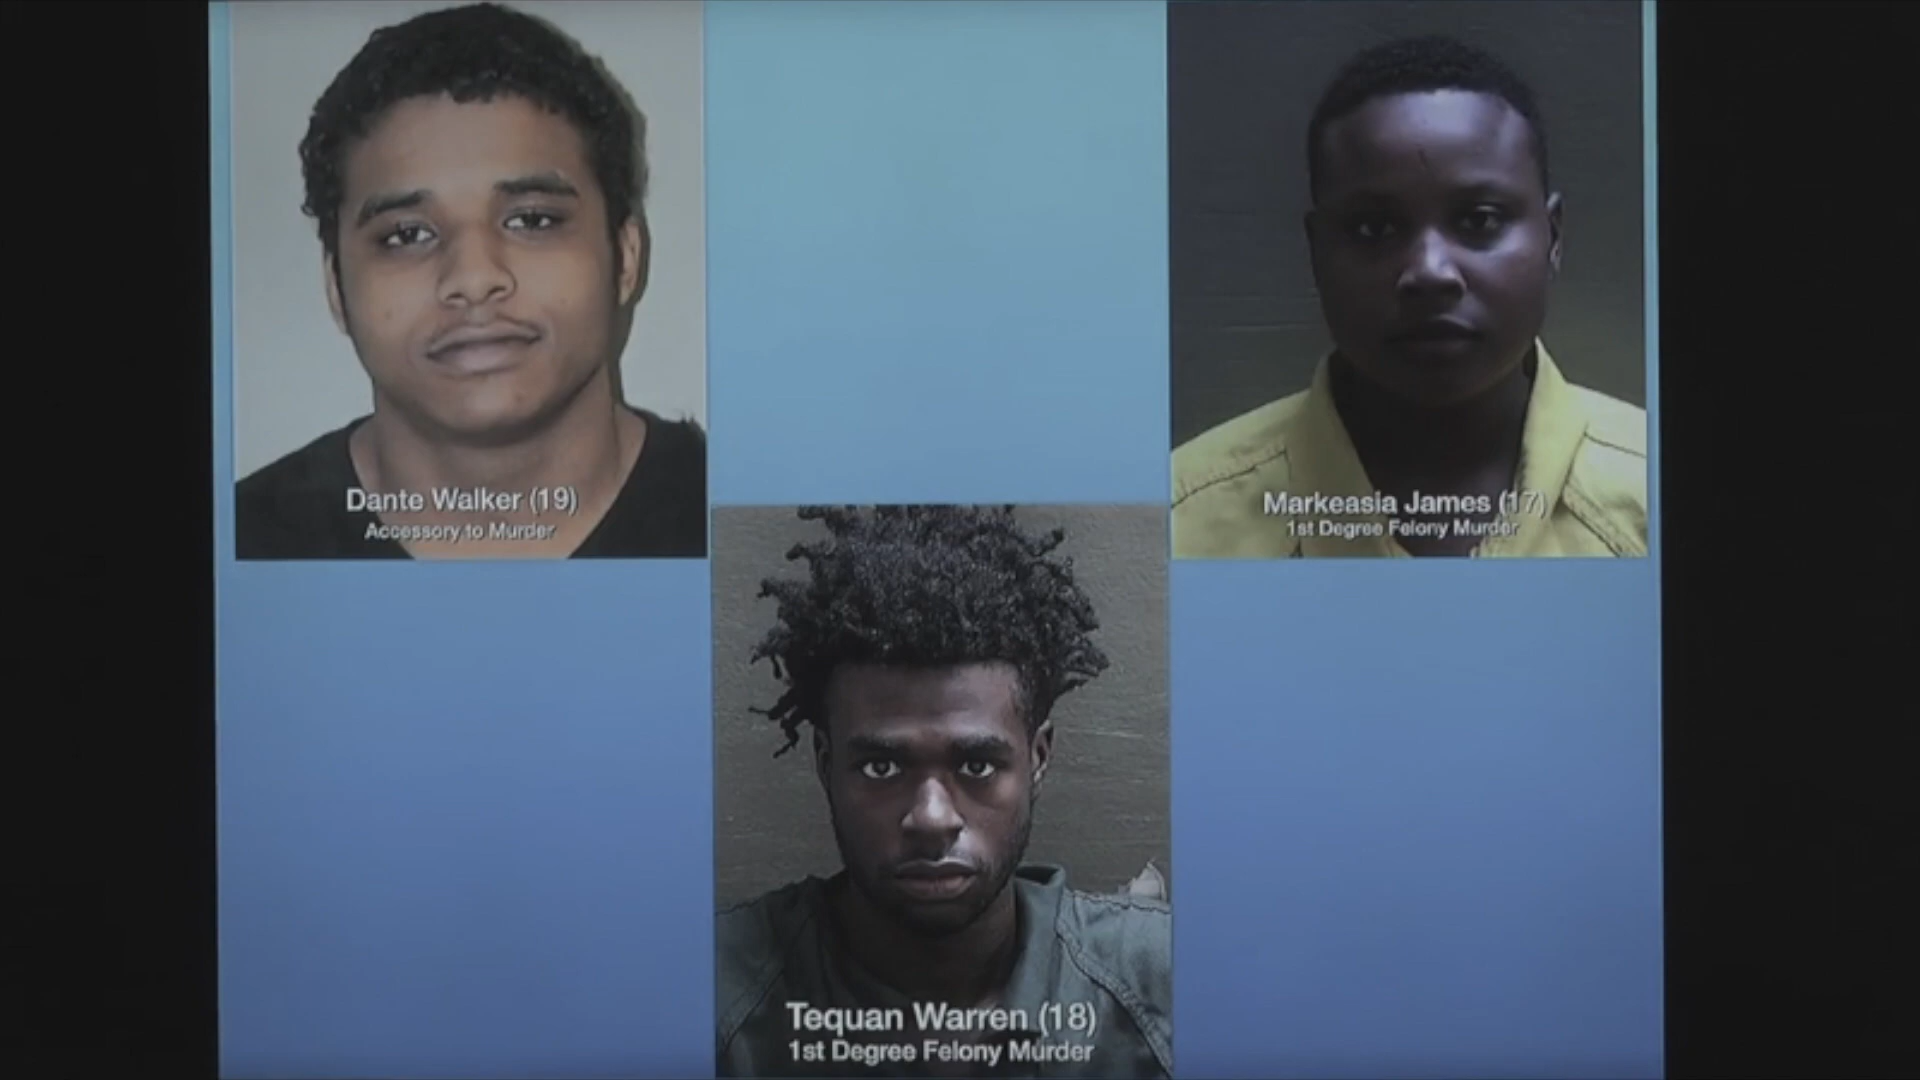 Dante Walker (19)
Accessory to Murder
Markeasia James (17)
1st Degree Felony Murder
Tequan Warren (18)
1st Degree Felony Murder